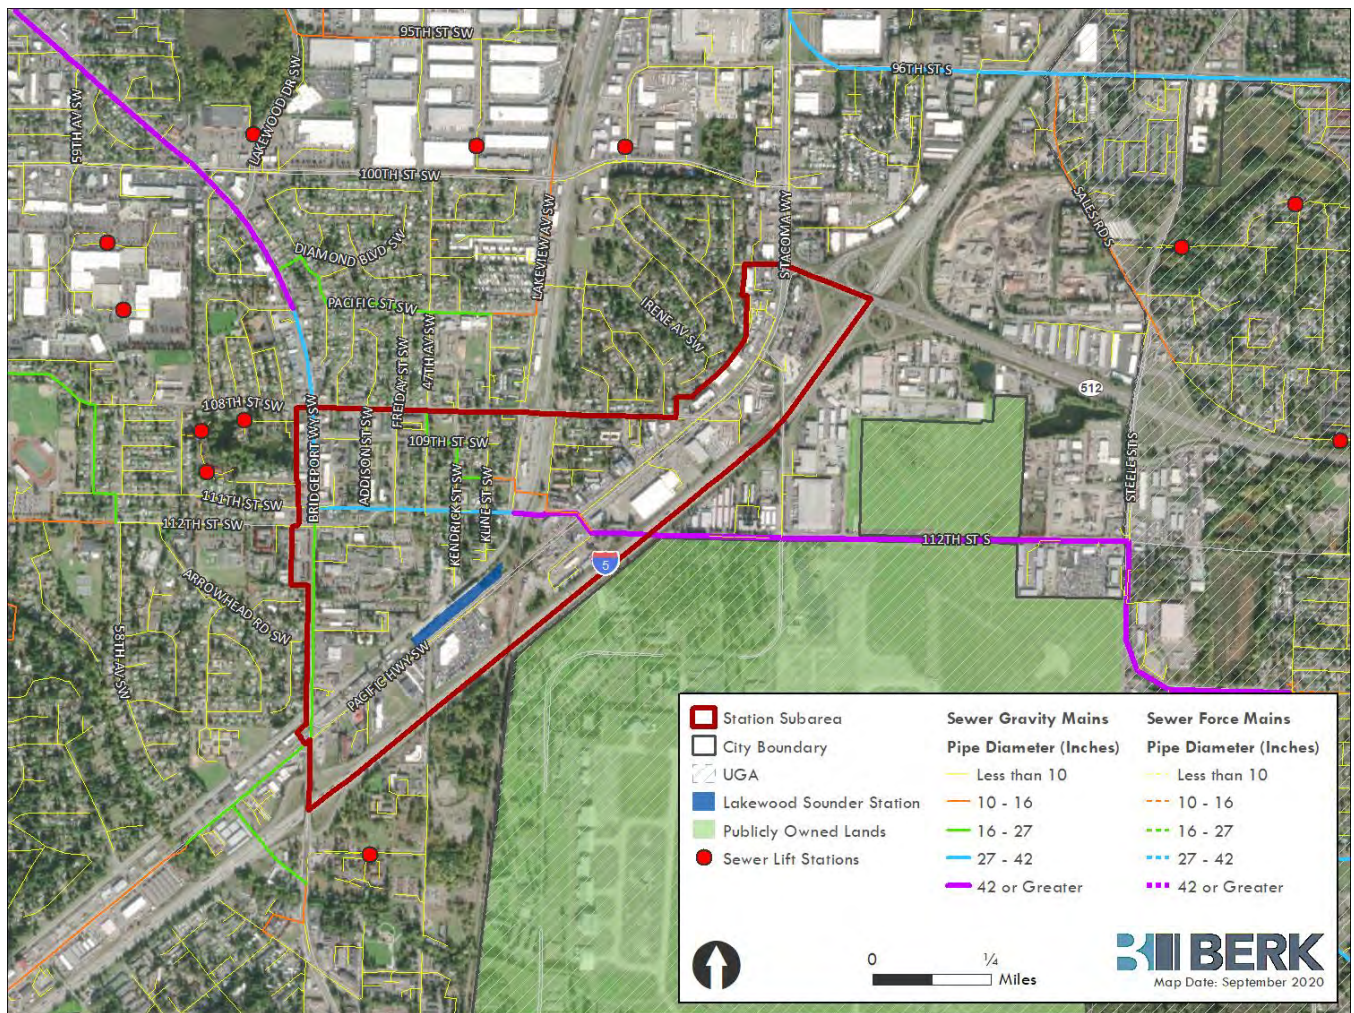 95TH ST SW
96TH ST S
59TH AV SW
LAKEWOOD DR SW
100TH ST SW
SALES RD S
S TACOMA WY
LAKEVIEW AV SW
DIAMOND BLVD SW
PACIFIC ST SW
IRENE AV SW
47TH AV SW
FREIDAY ST SW
512
108TH ST SW
BRIDGEPORT WY SW
ADDISON ST SW
109TH ST SW
STEELE ST S
111TH ST SW
112TH ST SW
KENDRICK ST SW
KLINE ST SW
112TH ST S
5
ARROWHEAD RD SW
58TH AV SW
PACIFIC HWY SW
Station Subarea
City Boundary
UGA
Lakewood Sounder Station
Publicly Owned Lands
Sewer Lift Stations
Sewer Gravity Mains
Pipe Diameter (Inches)
Less than 10
10 - 16
16 - 27
27 - 42
42 or Greater
Sewer Force Mains
Pipe Diameter (Inches)
Less than 10
10 - 16
16 - 27
27 - 42
42 or Greater
0 ¼
Miles
BERK
Map Date: September 2020